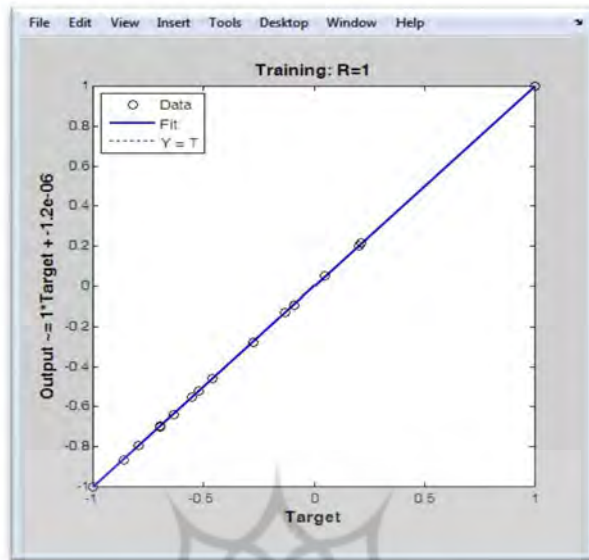 File Edit View Insert Tools Desktop Window Help
Training: R=1
Output ~= 1*Target + -1.2e-06
1
0.8
0.6
0.4
0.2
0
-0.2
-0.4
-0.6
-0.8
-1
Data
Fit
Y = T
-1 -0.5 0 0.5 1
Target